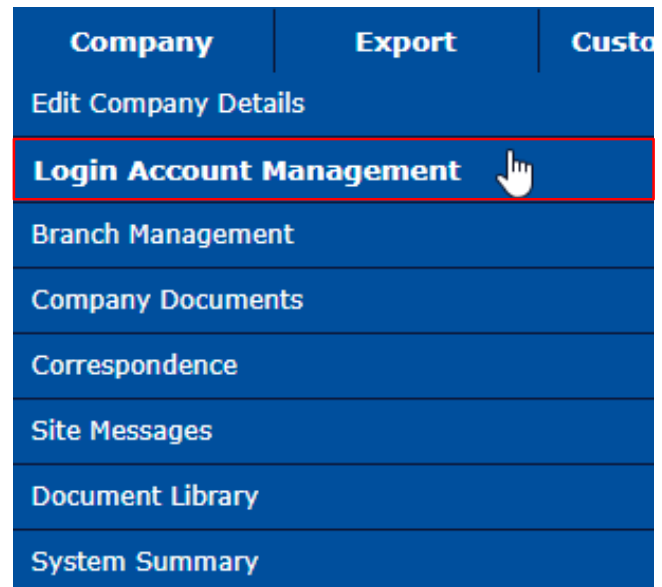 Company Export Custo
Edit Company Details
Login Account Management
Branch Management
Company Documents
Correspondence
Site Messages
Document Library
System Summary